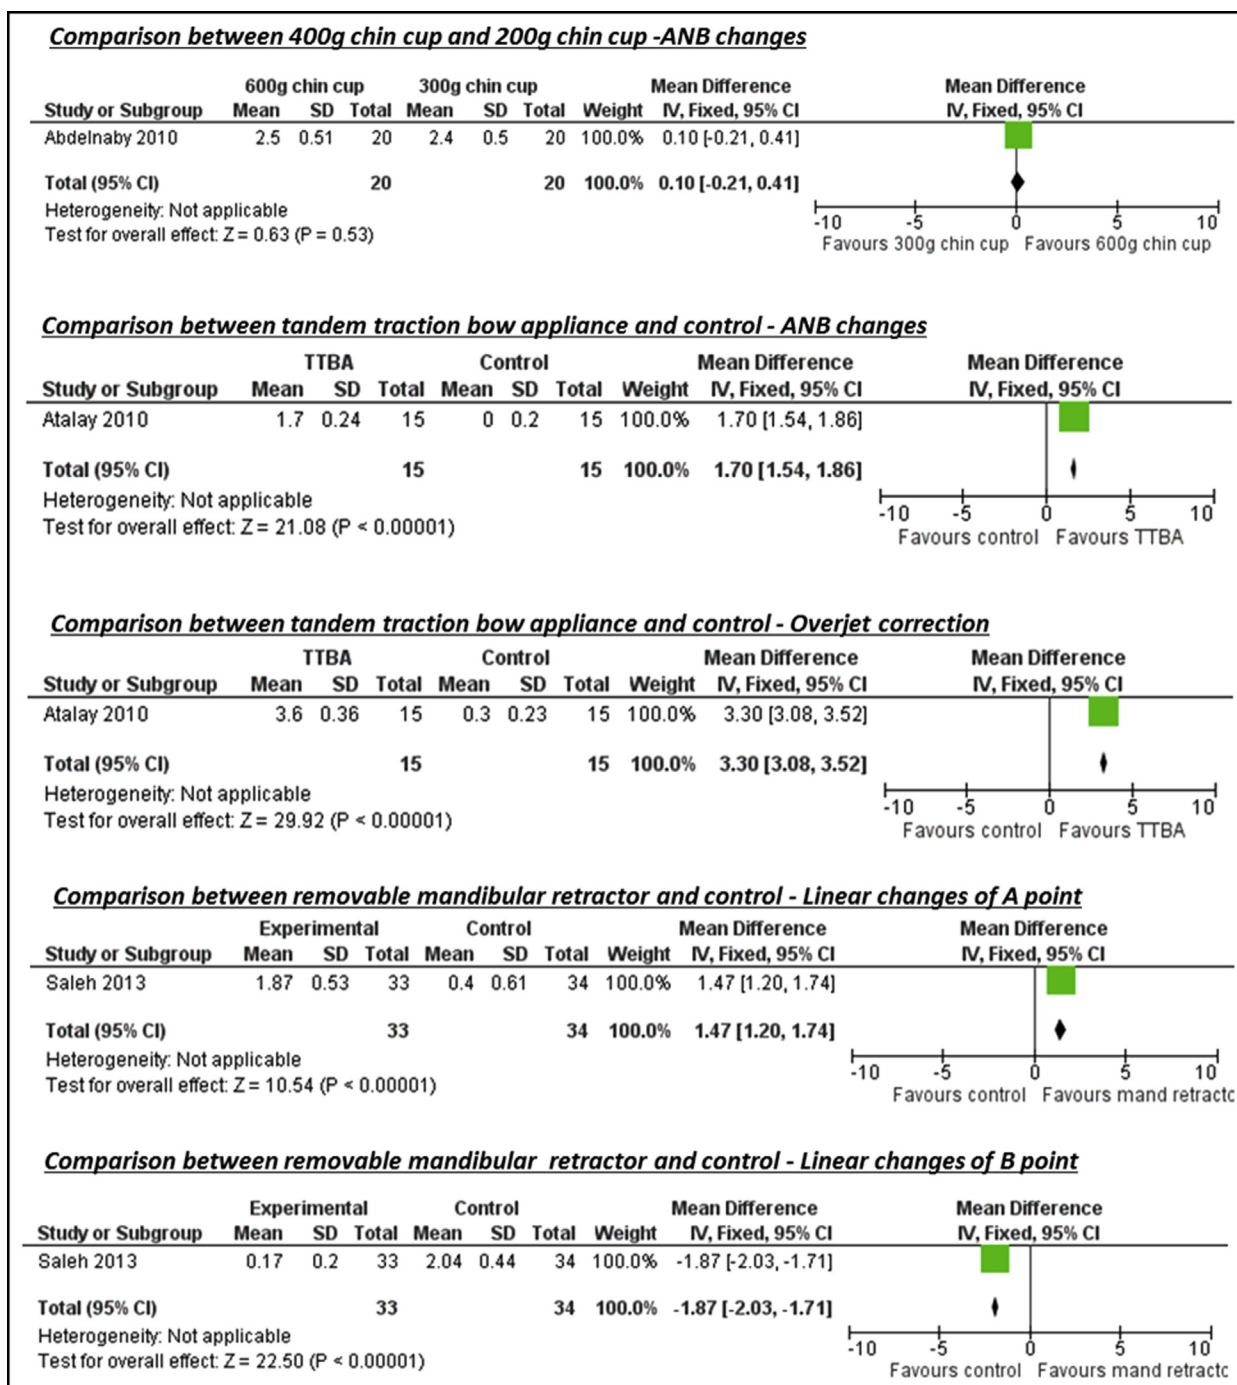 Comparison between 400g chin cup and 200g chin cup -ANB changes
600g chin cup 300g chin cup Mean Difference Mean Difference
Study or Subgroup Mean SD Total Mean SD Total Weight IV, Fixed, 95% CI IV, Fixed, 95% CI
Abdelnaby 2010 2.5 0.51 20 2.4 0.5 20 100.0% 0.10 [-0.21, 0.41]
Total (95% CI) 20 20 100.0% 0.10 [-0.21, 0.41]
Heterogeneity: Not applicable
Test for overall effect: Z = 0.63 (P = 0.53)
-10 -5 0 5 10
Favours 300g chin cup Favours 600g chin cup
Comparison between tandem traction bow appliance and control - ANB changes
TTBA Control Mean Difference Mean Difference
Study or Subgroup Mean SD Total Mean SD Total Weight IV, Fixed, 95% CI IV, Fixed, 95% CI
Atalay 2010 1.7 0.24 15 0 0.2 15 100.0% 1.70 [1.54, 1.86]
Total (95% CI) 15 15 100.0% 1.70 [1.54, 1.86]
Heterogeneity: Not applicable
Test for overall effect: Z = 21.08 (P < 0.00001)
-10 -5 0 5 10
Favours control Favours TTBA
Comparison between tandem traction bow appliance and control - Overjet correction
TTBA Control Mean Difference Mean Difference
Study or Subgroup Mean SD Total Mean SD Total Weight IV, Fixed, 95% CI IV, Fixed, 95% CI
Atalay 2010 3.6 0.36 15 0.3 0.23 15 100.0% 3.30 [3.08, 3.52]
Total (95% CI) 15 15 100.0% 3.30 [3.08, 3.52]
Heterogeneity: Not applicable
Test for overall effect: Z = 29.92 (P < 0.00001)
-10 -5 0 5 10
Favours control Favours TTBA
Comparison between removable mandibular retractor and control - Linear changes of A point
Experimental Control Mean Difference Mean Difference
Study or Subgroup Mean SD Total Mean SD Total Weight IV, Fixed, 95% CI IV, Fixed, 95% CI
Saleh 2013 1.87 0.53 33 0.4 0.61 34 100.0% 1.47 [1.20, 1.74]
Total (95% CI) 33 34 100.0% 1.47 [1.20, 1.74]
Heterogeneity: Not applicable
Test for overall effect: Z = 10.54 (P < 0.00001)
-10 -5 0 5 10
Favours control Favours mand retractc
Comparison between removable mandibular retractor and control - Linear changes of B point
Experimental Control Mean Difference Mean Difference
Study or Subgroup Mean SD Total Mean SD Total Weight IV, Fixed, 95% CI IV, Fixed, 95% CI
Saleh 2013 0.17 0.2 33 2.04 0.44 34 100.0% -1.87 [-2.03, -1.71]
Total (95% CI) 33 34 100.0% -1.87 [-2.03, -1.71]
Heterogeneity: Not applicable
Test for overall effect: Z = 22.50 (P < 0.00001)
-10 -5 0 5 10
Favours control Favours mand retractc